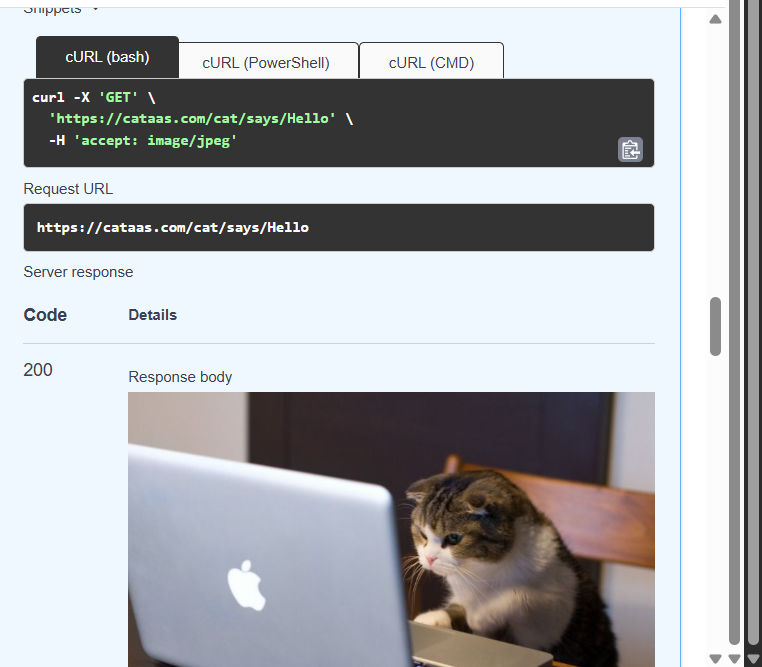 Snippets
cURL (bash)
cURL (PowerShell)
cURL (CMD)
curl -X 'GET' \
'https://cataas.com/cat/says/Hello' \
-H 'accept: image/jpeg'
Request URL
https://cataas.com/cat/says/Hello
Server response
Code
Details
200
Response body